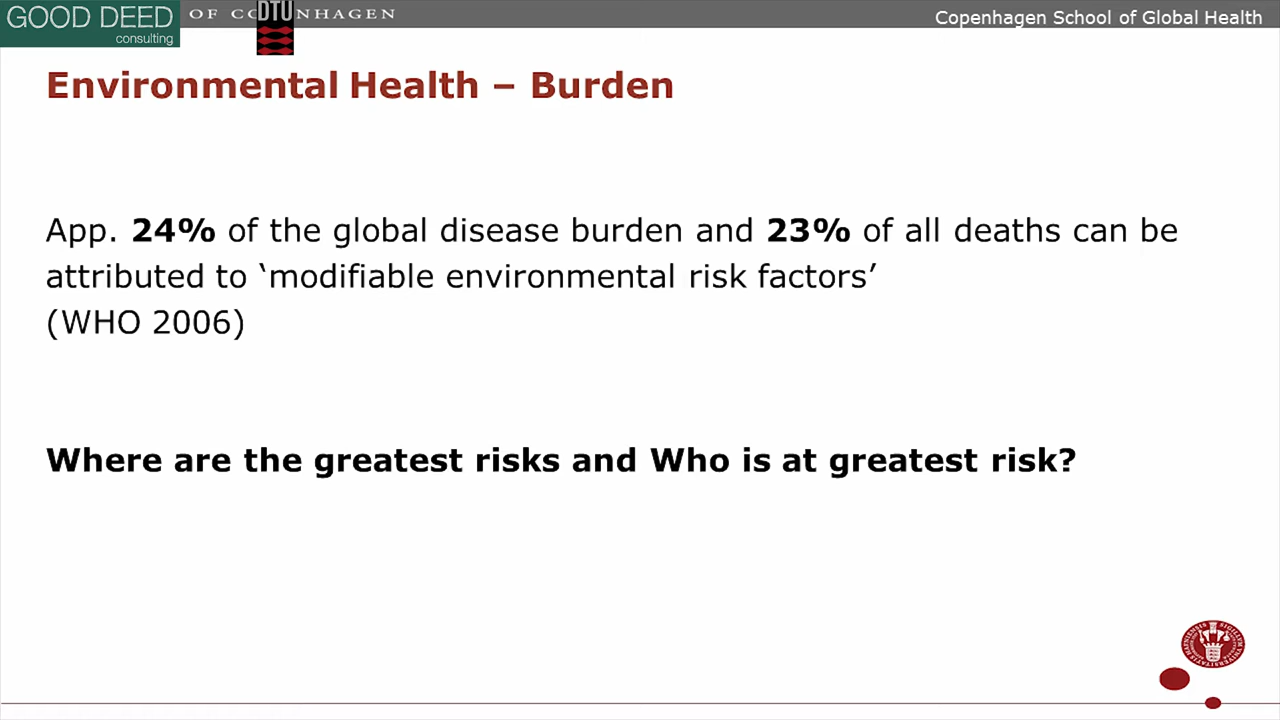 GOOD DEED
consulting
OF CO
DTU
NHAGEN
Copenhagen School of Global Health
Environmental Health – Burden
App. 24% of the global disease burden and 23% of all deaths can be
attributed to ‘modifiable environmental risk factors’
(WHO 2006)
Where are the greatest risks and Who is at greatest risk?